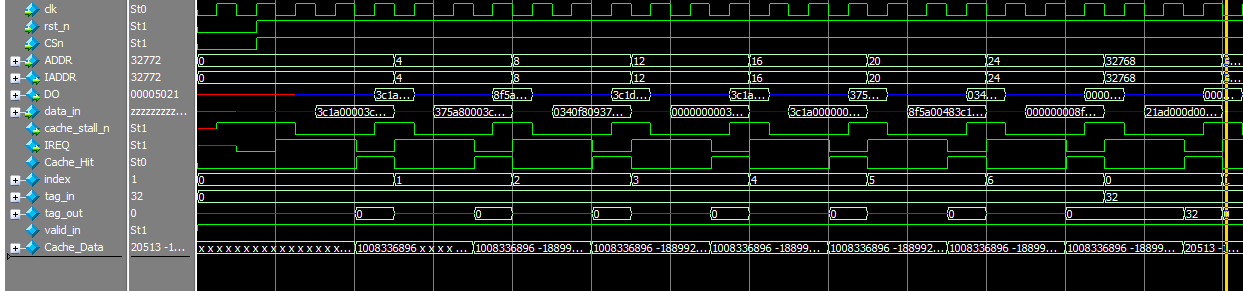 clk St0
rst_n St1
CSn St1
ADDR 32772 0 4 8 12 16 20 24 32768
IADDR 32772 0 4 8 12 16 20 24 32768
DO 00005021 3c1a... 8f5a... 3c1d... 3c1a... 375... 034... 0000... 000...
data_in zzzzzzzzz... 3c1a00003c... 375a80003c... 0340f80937... 0000000003... 3c1a000000... 8f5a00483c1... 000000008f... 21ad000d00...
cache_stall_n St1
IREQ St1
Cache_Hit St0
index 1 0 1 2 3 4 5 6 0
tag_in 32 0 32
tag_out 0 0 0 0 0 0 0 0 32
valid_in St1
Cache_Data 20513 -1... x x x x x x x x x x x x x x x x... 1008336896 x x x x ... 1008336896 -18899... 1008336896 -188992... 1008336896 -18899... 1008336896 -18899... 1008336896 -18899... 1008336896 -18899... 20513 -...